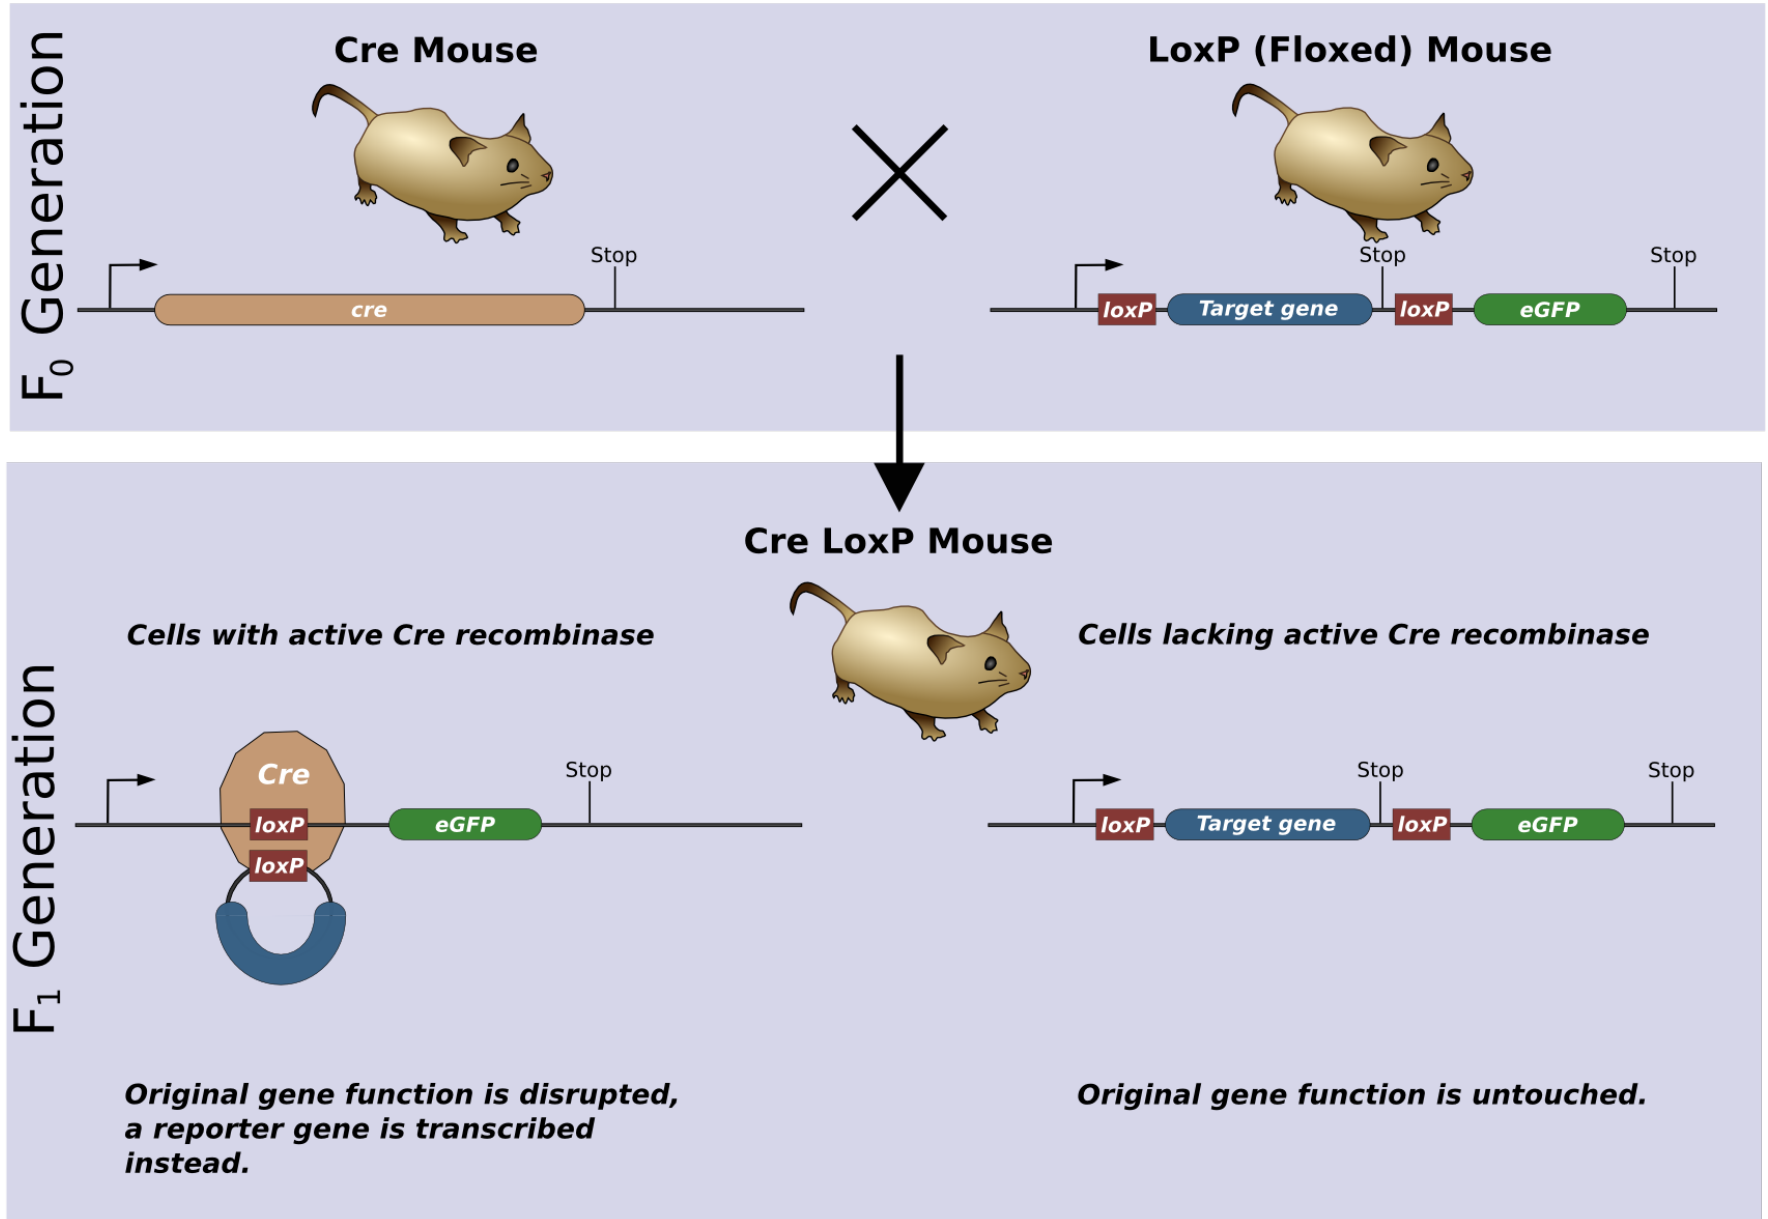 F0 Generation
Cre Mouse
LoxP (Floxed) Mouse
Stop
cre
Stop
Stop
loxP
Target gene
loxP
eGFP
F1 Generation
Cre LoxP Mouse
Cells with active Cre recombinase
Cells lacking active Cre recombinase
Cre
Stop
loxP
eGFP
loxP
Stop
Stop
loxP
Target gene
loxP
eGFP
Original gene function is disrupted,
a reporter gene is transcribed
instead.
Original gene function is untouched.